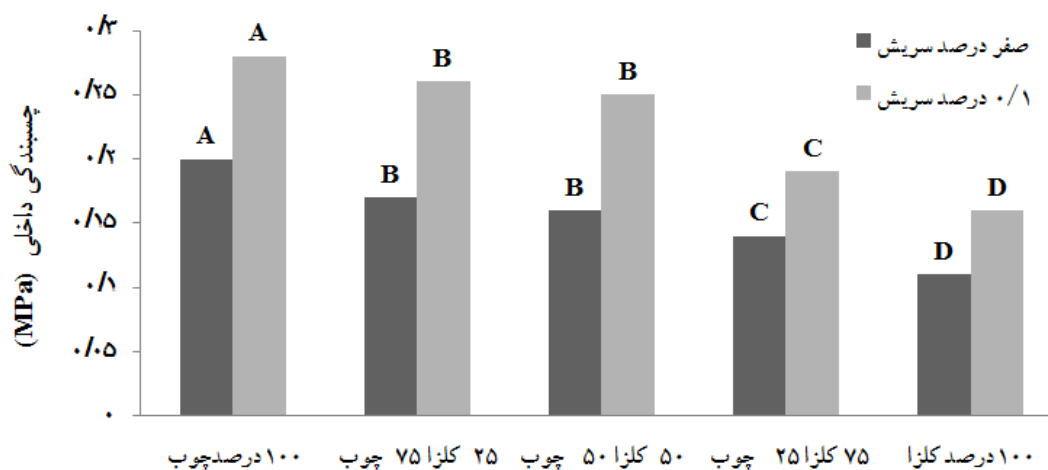 صفر درصد سریش
۰/۱ درصد سریش
چسبندگی داخلی (MPa)
۰/۳
۰/۲۵
۰/۲
۰/۱۵
۰/۱
۰/۰۵
۰
A
A
B
B
B
B
C
C
D
D
۱۰۰ درصدچوب
۲۵ کلزا ۷۵ چوب
۵۰ کلزا ۵۰ چوب
۷۵ کلزا ۲۵ چوب
۱۰۰ درصد کلزا